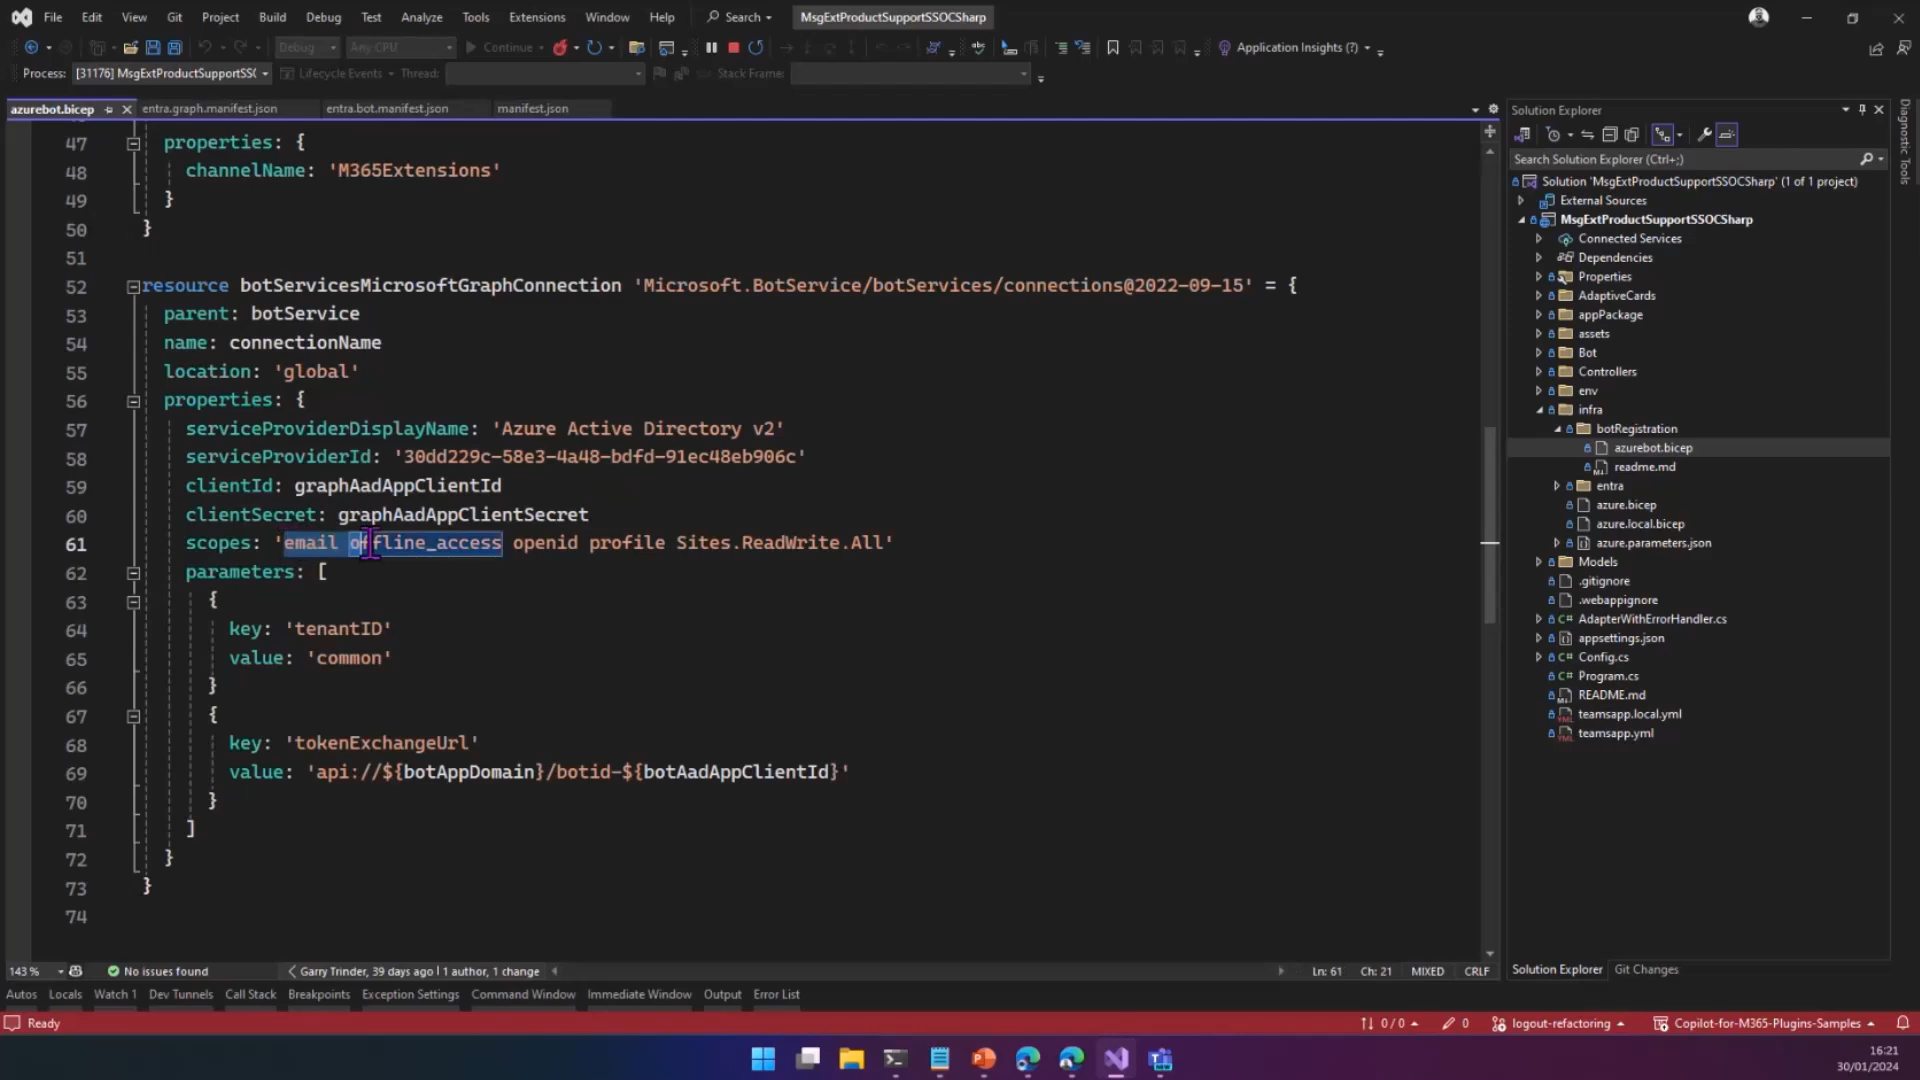 File Edit View Git Project Build Debug Test Analyze Tools Extensions Window Help Search MsgExtProductSupportSSOCSharp
Debug Any CPU Continue Application Insights (?)
Process: [31176] MsgExtProductSupportSS( Lifecycle Events Thread: Stack Frame:
azurebot.bicep entra.graph.manifest.json entra.bot.manifest.json manifest.json
47 properties: {
48 channelName: 'M365Extensions'
49 }
50 }
51
52 resource botServicesMicrosoftGraphConnection 'Microsoft.BotService/botServices/connections@2022-09-15' = {
53 parent: botService
54 name: connectionName
55 location: 'global'
56 properties: {
57 serviceProviderDisplayName: 'Azure Active Directory v2'
58 serviceProviderId: '30dd229c-58e3-4a48-bdfd-91ec48eb906c'
59 clientId: graphAadAppClientId
60 clientSecret: graphAadAppClientSecret
61 scopes: 'email offline_access openid profile Sites.ReadWrite.All'
62 parameters: [
63 {
64 key: 'tenantID'
65 value: 'common'
66 }
67 {
68 key: 'tokenExchangeUrl'
69 value: 'api://${botAppDomain}/botid-${botAadAppClientId}'
70 }
71 ]
72 }
73 }
74
143 % No issues found Garry Trinder, 39 days ago | 1 author, 1 change Ln: 61 Ch: 21 MIXED CRLF
Autos Locals Watch 1 Dev Tunnels Call Stack Breakpoints Exception Settings Command Window Immediate Window Output Error List
Solution Explorer
Search Solution Explorer (Ctrl+;)
Solution 'MsgExtProductSupportSSOCSharp' (1 of 1 project)
External Sources
MsgExtProductSupportSSOCSharp
Connected Services
Dependencies
Properties
AdaptiveCards
appPackage
assets
Bot
Controllers
env
infra
botRegistration
azurebot.bicep
readme.md
entra
azure.bicep
azure.local.bicep
azure.parameters.json
Models
.gitignore
.webappignore
C# AdapterWithErrorHandler.cs
appsettings.json
C# Config.cs
C# Program.cs
README.md
teamsapp.local.yml
teamsapp.yml
Solution Explorer Git Changes
Diagnostic Tools
Ready 0 / 0 0 logout-refactoring Copilot-for-M365-Plugins-Samples
16:21
30/01/2024